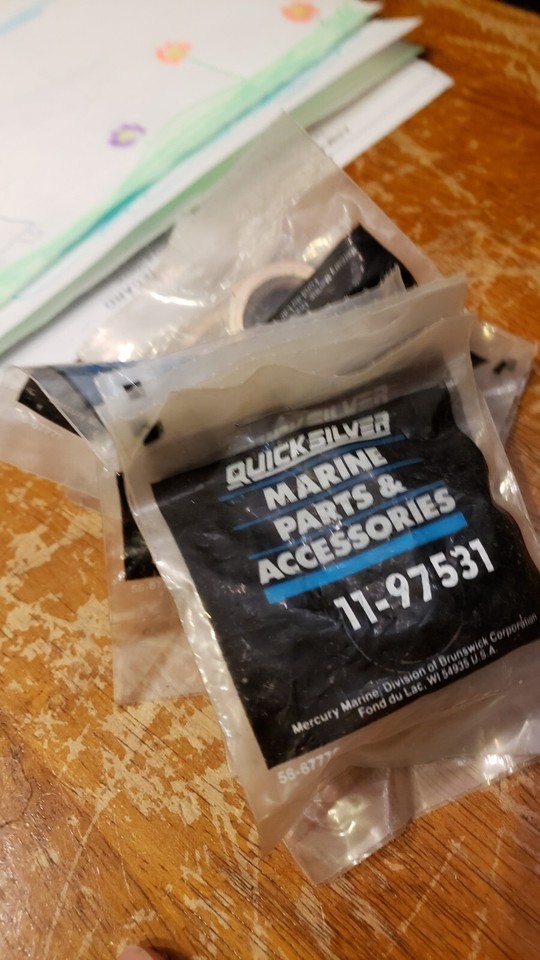 QUICKSILVER
MARINE
PARTS &
ACCESSORIES
11-97531
Mercury Marine, Division of Brunswick Corporation
Fond du Lac, WI 54935 U.S.A.